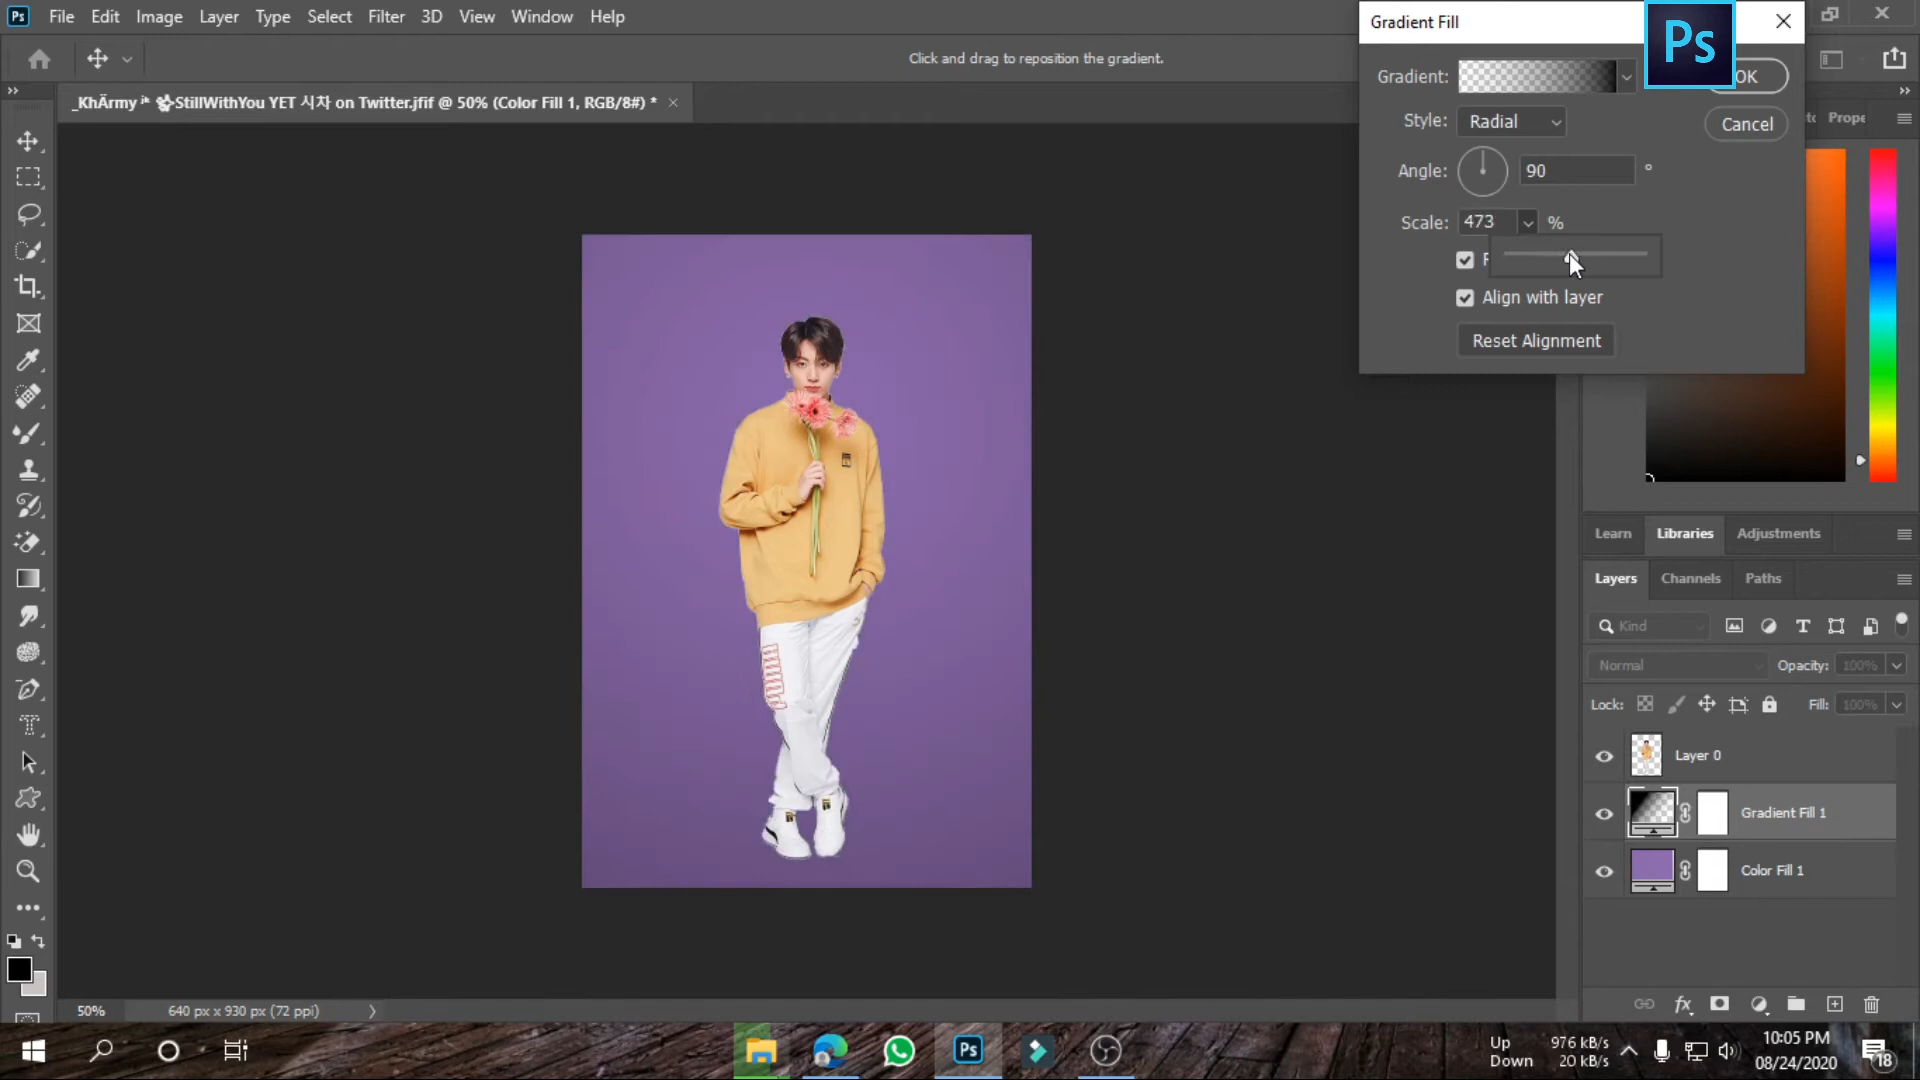 Ps File Edit Image Layer Type Select Filter 3D View Window Help
Click and drag to reposition the gradient.
_KhÄrmy ʲᵏ StillWithYou YET 시차 on Twitter.jfif @ 50% (Color Fill 1, RGB/8#) *
Gradient Fill
Ps
Gradient:
OK
Style: Radial
Cancel
Angle: 90 °
Scale: 473 %
Align with layer
Reset Alignment
Prope
Learn Libraries Adjustments
Layers Channels Paths
Kind
Normal Opacity: 100%
Lock: Fill: 100%
Layer 0
Gradient Fill 1
Color Fill 1
fx
50% 640 px x 930 px (72 ppi)
Ps
Up 976 kB/s
Down 20 kB/s
10:05 PM
08/24/2020
18